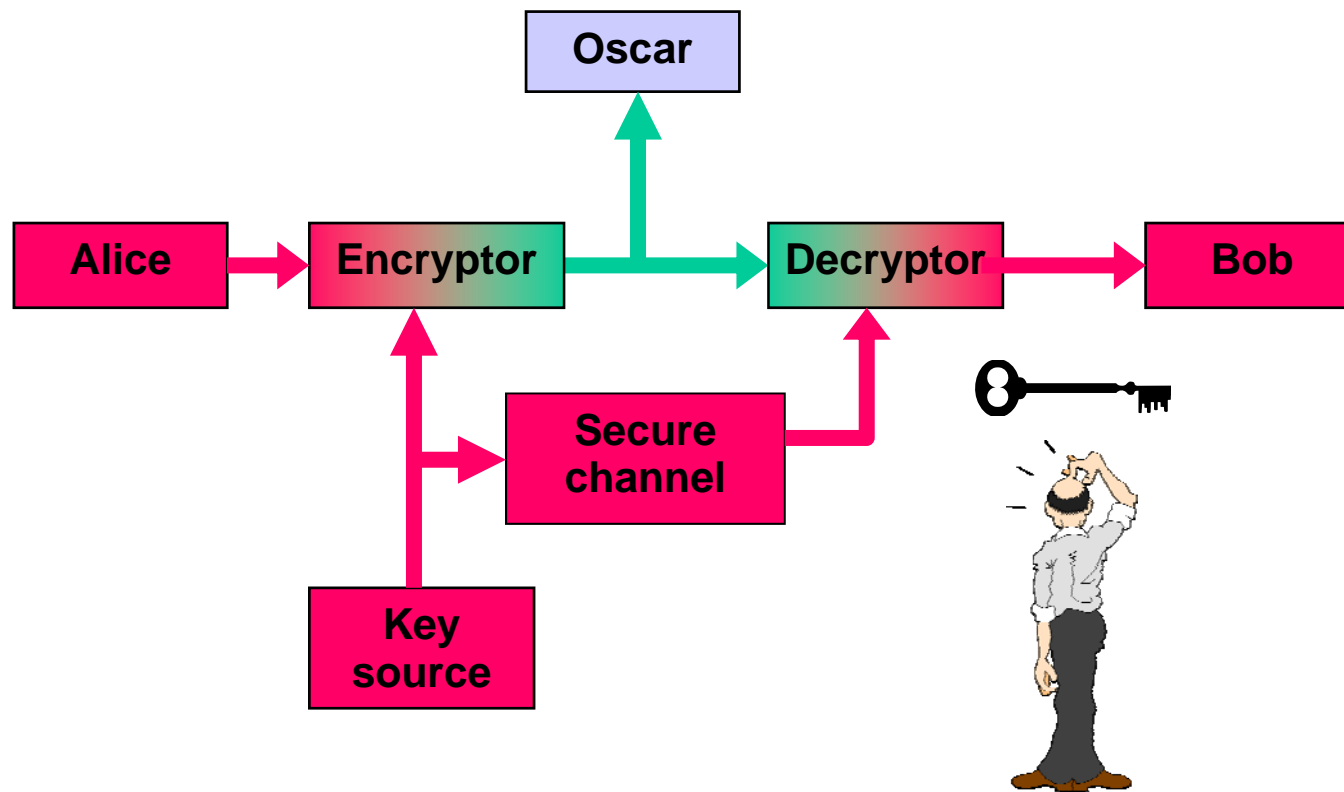 Oscar
Alice
Encryptor
Decryptor
Bob
Secure
channel
Key
source